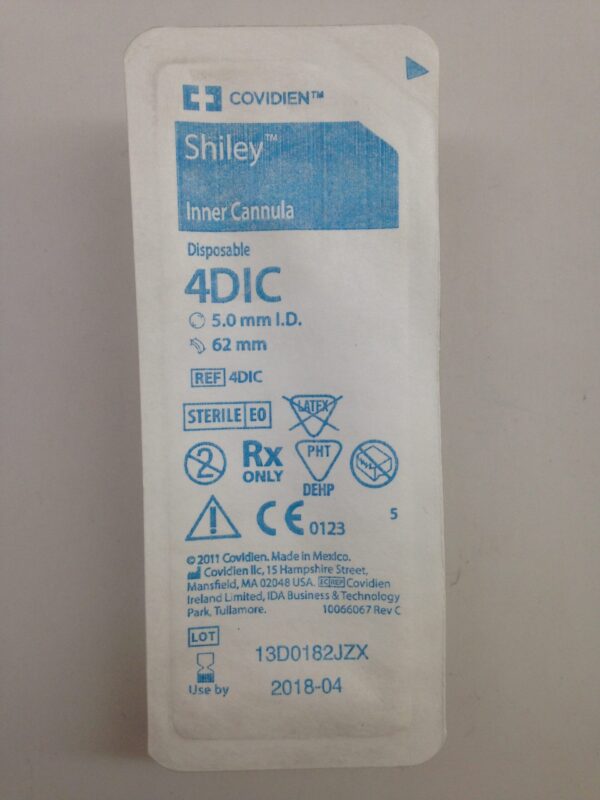 COVIDIEN™
Shiley™
Inner Cannula
Disposable
4DIC
5.0 mm I.D.
62 mm
REF 4DIC
STERILE EO LATEX
2 Rx ONLY PHT DEHP
CE 0123 5
© 2011 Covidien. Made in Mexico.
Covidien llc, 15 Hampshire Street,
Mansfield, MA 02048 USA. EC REP Covidien
Ireland Limited, IDA Business & Technology
Park, Tullamore. 10066067 Rev C
LOT 13D0182JZX
Use by 2018-04